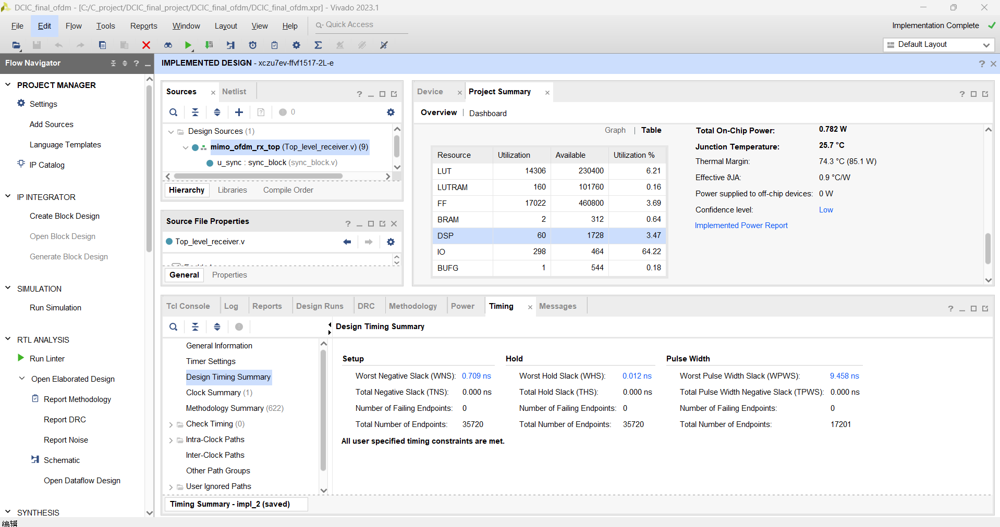 DCIC_final_ofdm - [C:/C_project/DCIC_final_project/DCIC_final_ofdm/DCIC_final_ofdm.xpr] - Vivado 2023.1
File Edit Flow Tools Reports Window Layout View Help Quick Access
Implementation Complete
Default Layout
Flow Navigator
IMPLEMENTED DESIGN - xczu7ev-ffvf1517-2L-e
PROJECT MANAGER
Settings
Add Sources
Language Templates
IP Catalog
IP INTEGRATOR
Create Block Design
Open Block Design
Generate Block Design
SIMULATION
Run Simulation
RTL ANALYSIS
Run Linter
Open Elaborated Design
Report Methodology
Report DRC
Report Noise
Schematic
Open Dataflow Design
SYNTHESIS
编辑
Sources Netlist
0
Design Sources (1)
mimo_ofdm_rx_top (Top_level_receiver.v) (9)
u_sync : sync_block (sync_block.v)
Hierarchy Libraries Compile Order
Source File Properties
Top_level_receiver.v
General Properties
Device Project Summary
Overview | Dashboard
Graph | Table
Resource Utilization Available Utilization %
LUT 14306 230400 6.21
LUTRAM 160 101760 0.16
FF 17022 460800 3.69
BRAM 2 312 0.64
DSP 60 1728 3.47
IO 298 464 64.22
BUFG 1 544 0.18
Total On-Chip Power: 0.782 W
Junction Temperature: 25.7 °C
Thermal Margin: 74.3 °C (85.1 W)
Effective ϑJA: 0.9 °C/W
Power supplied to off-chip devices: 0 W
Confidence level: Low
Implemented Power Report
Tcl Console Log Reports Design Runs DRC Methodology Power Timing Messages
Design Timing Summary
General Information
Timer Settings
Design Timing Summary
Clock Summary (1)
Methodology Summary (622)
Check Timing (0)
Intra-Clock Paths
Inter-Clock Paths
Other Path Groups
User Ignored Paths
Setup Hold Pulse Width
Worst Negative Slack (WNS): 0.709 ns Worst Hold Slack (WHS): 0.012 ns Worst Pulse Width Slack (WPWS): 9.458 ns
Total Negative Slack (TNS): 0.000 ns Total Hold Slack (THS): 0.000 ns Total Pulse Width Negative Slack (TPWS): 0.000 ns
Number of Failing Endpoints: 0 Number of Failing Endpoints: 0 Number of Failing Endpoints: 0
Total Number of Endpoints: 35720 Total Number of Endpoints: 35720 Total Number of Endpoints: 17201
All user specified timing constraints are met.
Timing Summary - impl_2 (saved)